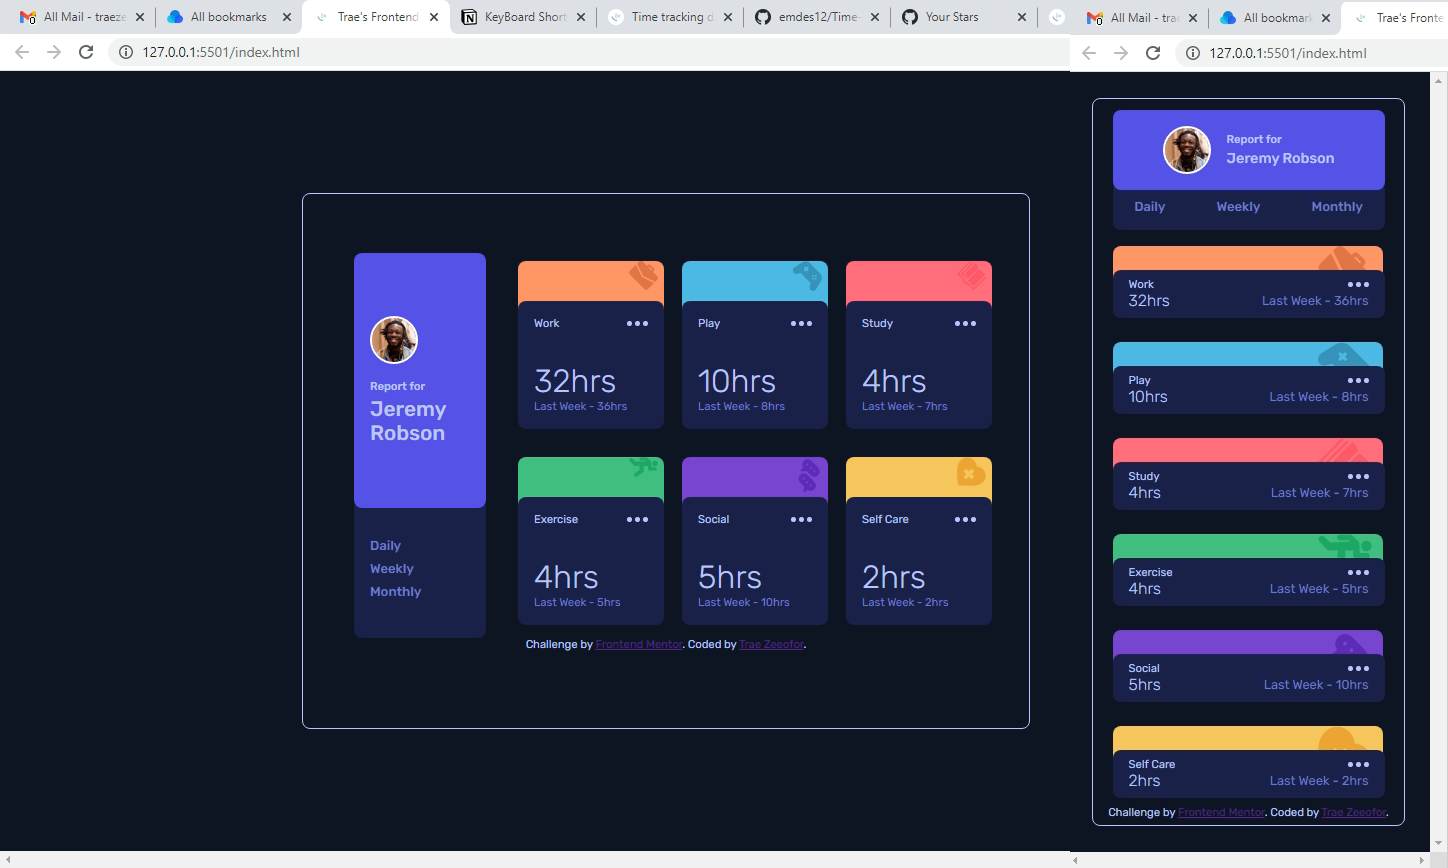 All Mail - traeze
All bookmarks
Trae's Frontend
KeyBoard Short
Time tracking d
emdes12/Time-
Your Stars
127.0.0.1:5501/index.html
Report for
Jeremy
Robson
Daily
Weekly
Monthly
Work
32hrs
Last Week - 36hrs
Play
10hrs
Last Week - 8hrs
Study
4hrs
Last Week - 7hrs
Exercise
4hrs
Last Week - 5hrs
Social
5hrs
Last Week - 10hrs
Self Care
2hrs
Last Week - 2hrs
Challenge by Frontend Mentor. Coded by Trae Zeeofor.
All Mail - trae
All bookmark
Trae's Fronte
127.0.0.1:5501/index.html
Report for
Jeremy Robson
Daily Weekly Monthly
Work
32hrs Last Week - 36hrs
Play
10hrs Last Week - 8hrs
Study
4hrs Last Week - 7hrs
Exercise
4hrs Last Week - 5hrs
Social
5hrs Last Week - 10hrs
Self Care
2hrs Last Week - 2hrs
Challenge by Frontend Mentor. Coded by Trae Zeeofor.